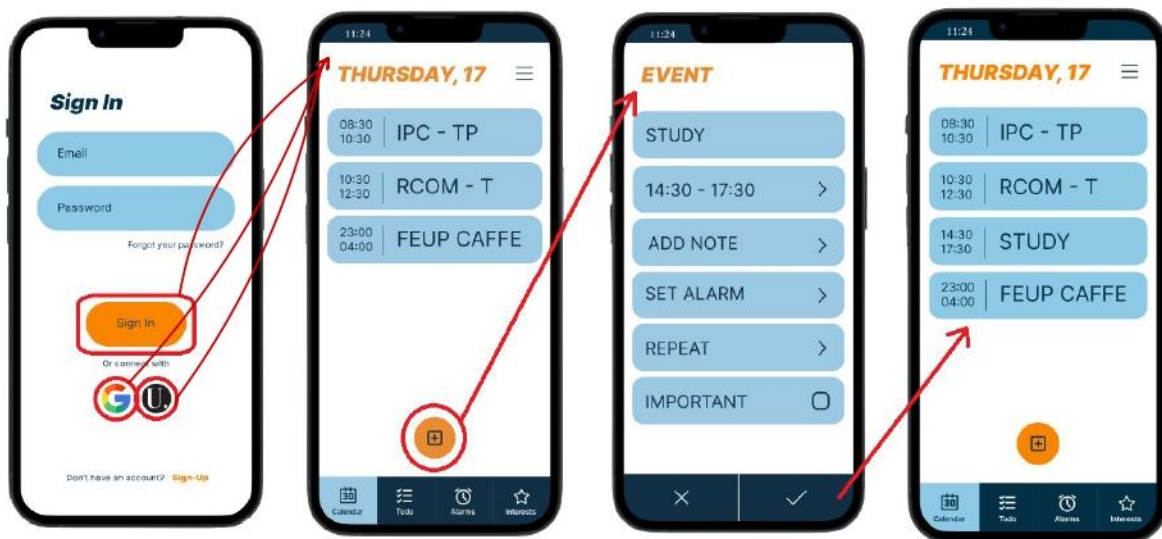 Sign In
Email
Password
Forgot your password?
Sign In
Or connect with
G U.
Don't have an account? Sign-Up
11:24
THURSDAY, 17
08:30
10:30
IPC - TP
10:30
12:30
RCOM - T
23:00
04:00
FEUP CAFFE
30
Calendar Todo Alarms Interests
11:24
EVENT
STUDY
14:30 - 17:30 >
ADD NOTE >
SET ALARM >
REPEAT >
IMPORTANT
11:24
THURSDAY, 17
08:30
10:30
IPC - TP
10:30
12:30
RCOM - T
14:30
17:30
STUDY
23:00
04:00
FEUP CAFFE
30
Calendar Todo Alarms Interests